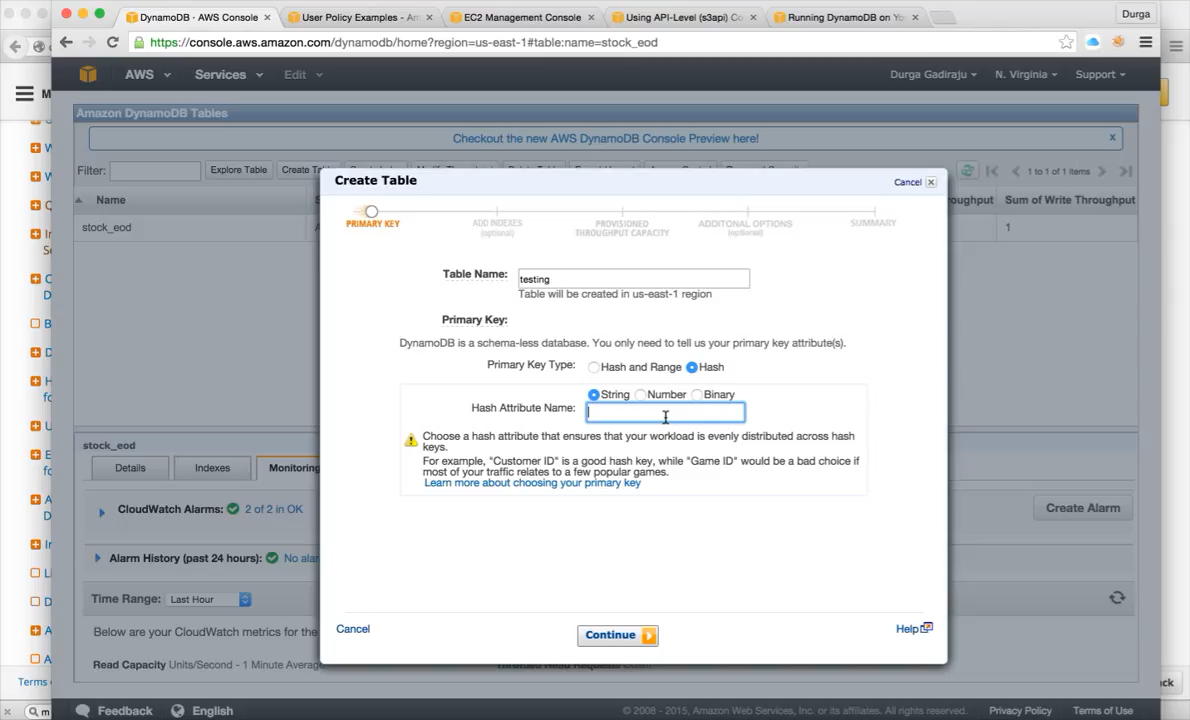 DynamoDB · AWS Console
User Policy Examples - Am
EC2 Management Console
Using API-Level (s3api) Co
Running DynamoDB on Yo
Durga
https://console.aws.amazon.com/dynamodb/home?region=us-east-1#table:name=stock_eod
AWS Services Edit Durga Gadiraju N. Virginia Support
Amazon DynamoDB Tables
Checkout the new AWS DynamoDB Console Preview here! x
Filter: Explore Table 1 to 1 of 1 items
Name Sum of Write Throughput
stock_eod 1
Create Table Cancel
PRIMARY KEY
ADD INDEXES
(optional)
PROVISIONED
THROUGHPUT CAPACITY
ADDITIONAL OPTIONS
(optional)
SUMMARY
Table Name: testing
Table will be created in us-east-1 region
Primary Key:
DynamoDB is a schema-less database. You only need to tell us your primary key attribute(s).
Primary Key Type: Hash and Range Hash
String Number Binary
Hash Attribute Name:
Choose a hash attribute that ensures that your workload is evenly distributed across hash
keys.
For example, "Customer ID" is a good hash key, while "Game ID" would be a bad choice if
most of your traffic relates to a few popular games.
Learn more about choosing your primary key
Cancel Continue Help
stock_eod
Details Indexes Monitoring
CloudWatch Alarms: 2 of 2 in OK Create Alarm
Alarm History (past 24 hours):
Time Range: Last Hour
Below are your CloudWatch metrics for the
Read Capacity Units/Second - 1 Minute Average
Feedback English © 2008 - 2015, Amazon Web Services, Inc. or its affiliates. All rights reserved. Privacy Policy Terms of Use
Terms